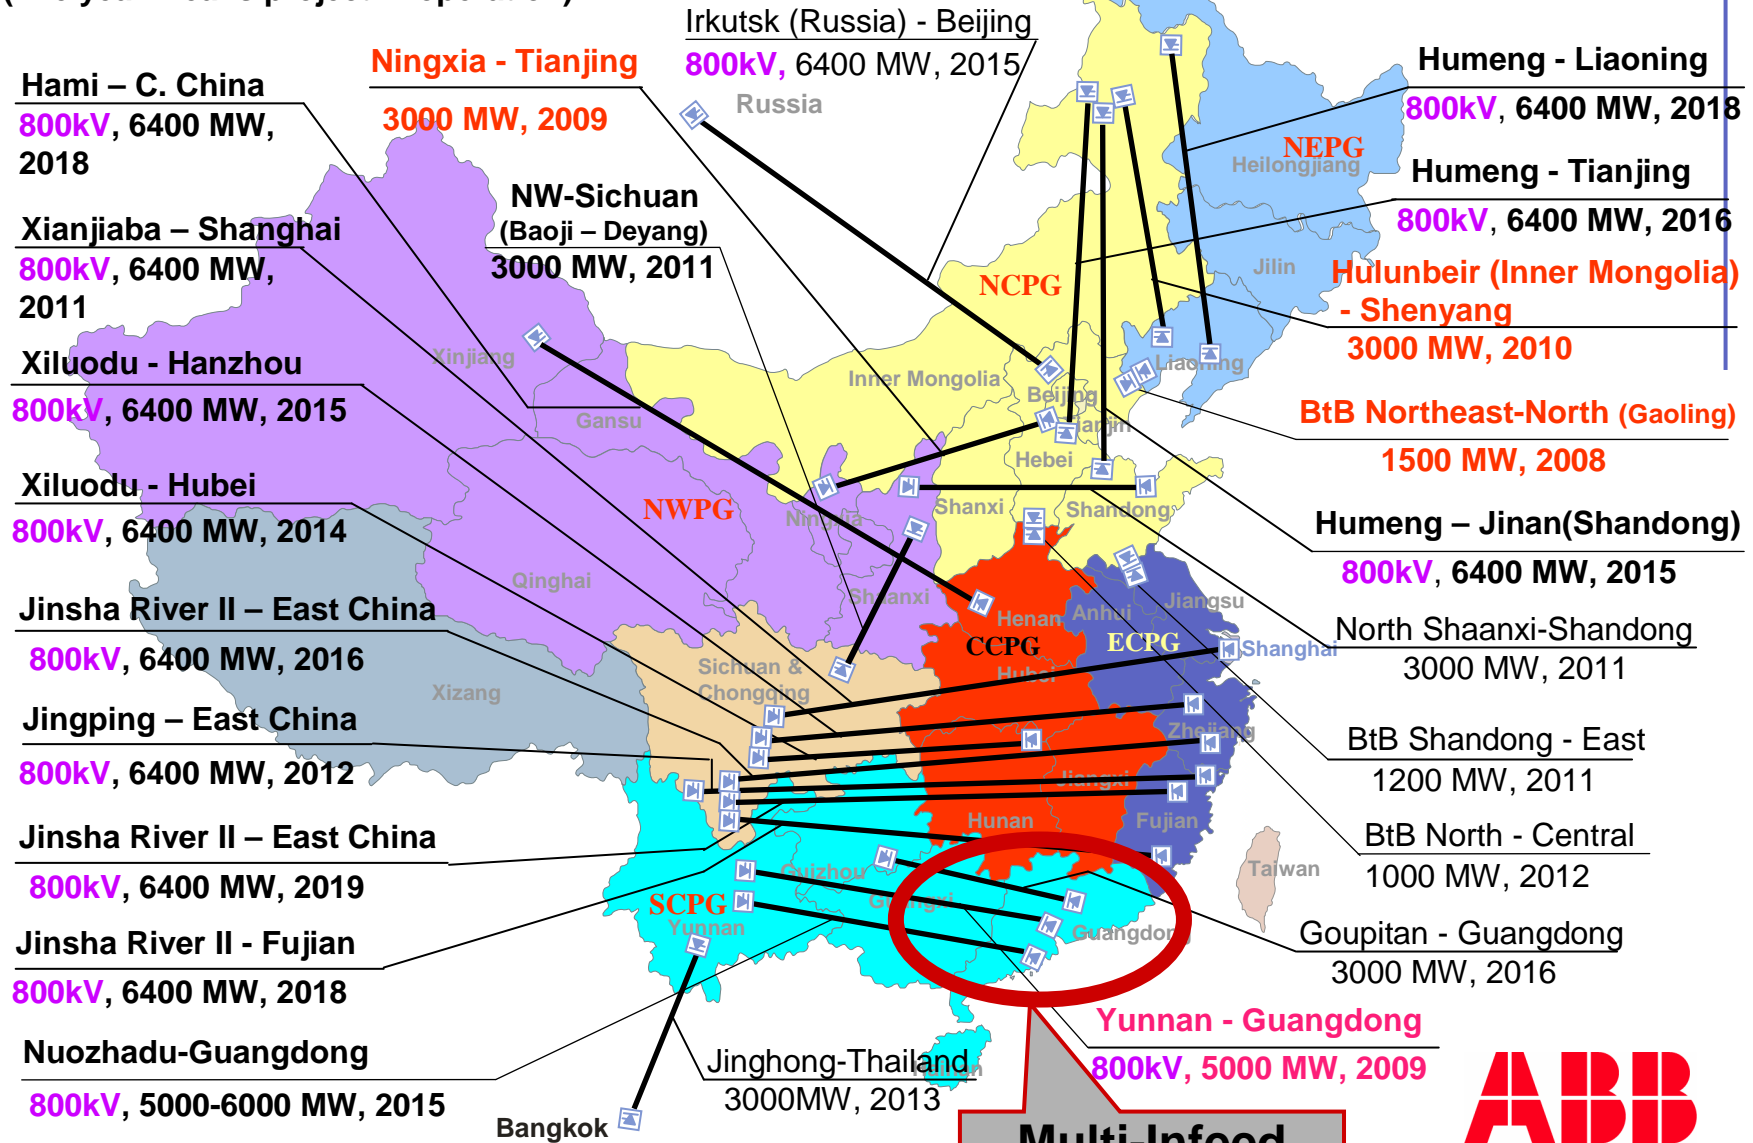 Irkutsk (Russia) - Beijing
800kV, 6400 MW, 2015
Russia
Ningxia - Tianjing
3000 MW, 2009
Hami – C. China
800kV, 6400 MW,
2018
NW-Sichuan
(Baoji – Deyang)
3000 MW, 2011
Xianjiaba – Shanghai
800kV, 6400 MW,
2011
Xiluodu - Hanzhou
800kV, 6400 MW, 2015
Xiluodu - Hubei
800kV, 6400 MW, 2014
Jinsha River II – East China
800kV, 6400 MW, 2016
Jingping – East China
800kV, 6400 MW, 2012
Jinsha River II – East China
800kV, 6400 MW, 2019
Jinsha River II - Fujian
800kV, 6400 MW, 2018
Nuozhadu-Guangdong
800kV, 5000-6000 MW, 2015
Humeng - Liaoning
800kV, 6400 MW, 2018
Humeng - Tianjing
800kV, 6400 MW, 2016
Hulunbeir (Inner Mongolia)
- Shenyang
3000 MW, 2010
BtB Northeast-North (Gaoling)
1500 MW, 2008
Humeng – Jinan(Shandong)
800kV, 6400 MW, 2015
North Shaanxi-Shandong
3000 MW, 2011
BtB Shandong - East
1200 MW, 2011
BtB North - Central
1000 MW, 2012
Goupitan - Guangdong
3000 MW, 2016
Yunnan - Guangdong
800kV, 5000 MW, 2009
Jinghong-Thailand
3000MW, 2013
Bangkok
Multi-Infeed
ABB
NEPG
Heilongjiang
Jilin
Liaoning
NCPG
Inner Mongolia
Beijing
Tianjin
Hebei
Shanxi
Shandong
Xinjiang
Gansu
NWPG
Ningxia
Qinghai
Shaanxi
Xizang
Sichuan &
Chongqing
Henan
CCPG
Hubei
Anhui
Jiangsu
ECPG
Shanghai
Zhejiang
Jiangxi
Hunan
Fujian
Taiwan
Guizhou
Guangxi
SCPG
Yunnan
Guangdong
Hainan